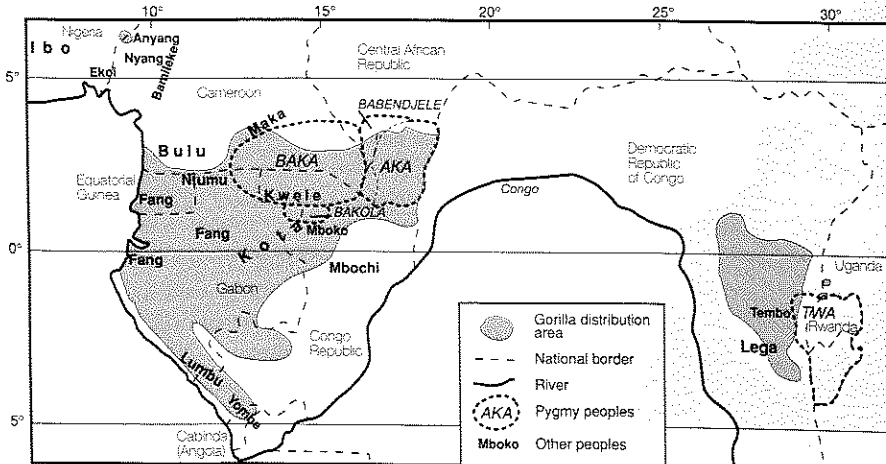 10°
15°
20°
25°
30°
Nigeria
Anyang
Ibo
Nyang
Bamileke
Ekoi
Central African
Republic
5°
Cameroon
BABENDJELE
Maka
Bulu
BAKA
AKA
Democratic
Republic
of Congo
Equatorial
Guinea
Ntumu
Fang
Kwele
Congo
BAKOLA
Fang
Mboko
Kota
0°
Fang
Mbochi
Uganda
Gabon
Tembo
TWA
(Rwanda)
Congo
Republic
Lega
Lumbu
Yombe
5°
Cabinda
(Angola)
Gorilla distribution
area
National border
River
AKA Pygmy peoples
Mboko Other peoples